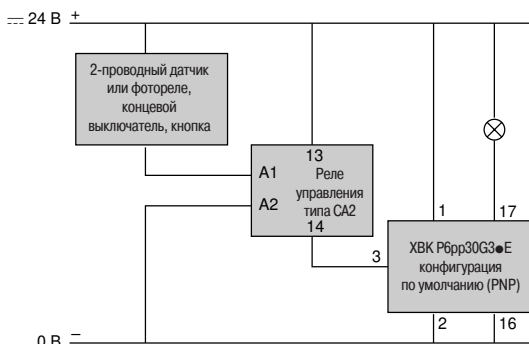 24 В +
2-проводный датчик
или фотореле,
концевой
выключатель, кнопка
13
A1 Реле
управления
A2 типа CA2
14
1 17
3 XBK P6pp30G3●E
конфигурация
по умолчанию (PNP)
2 16
0 В −